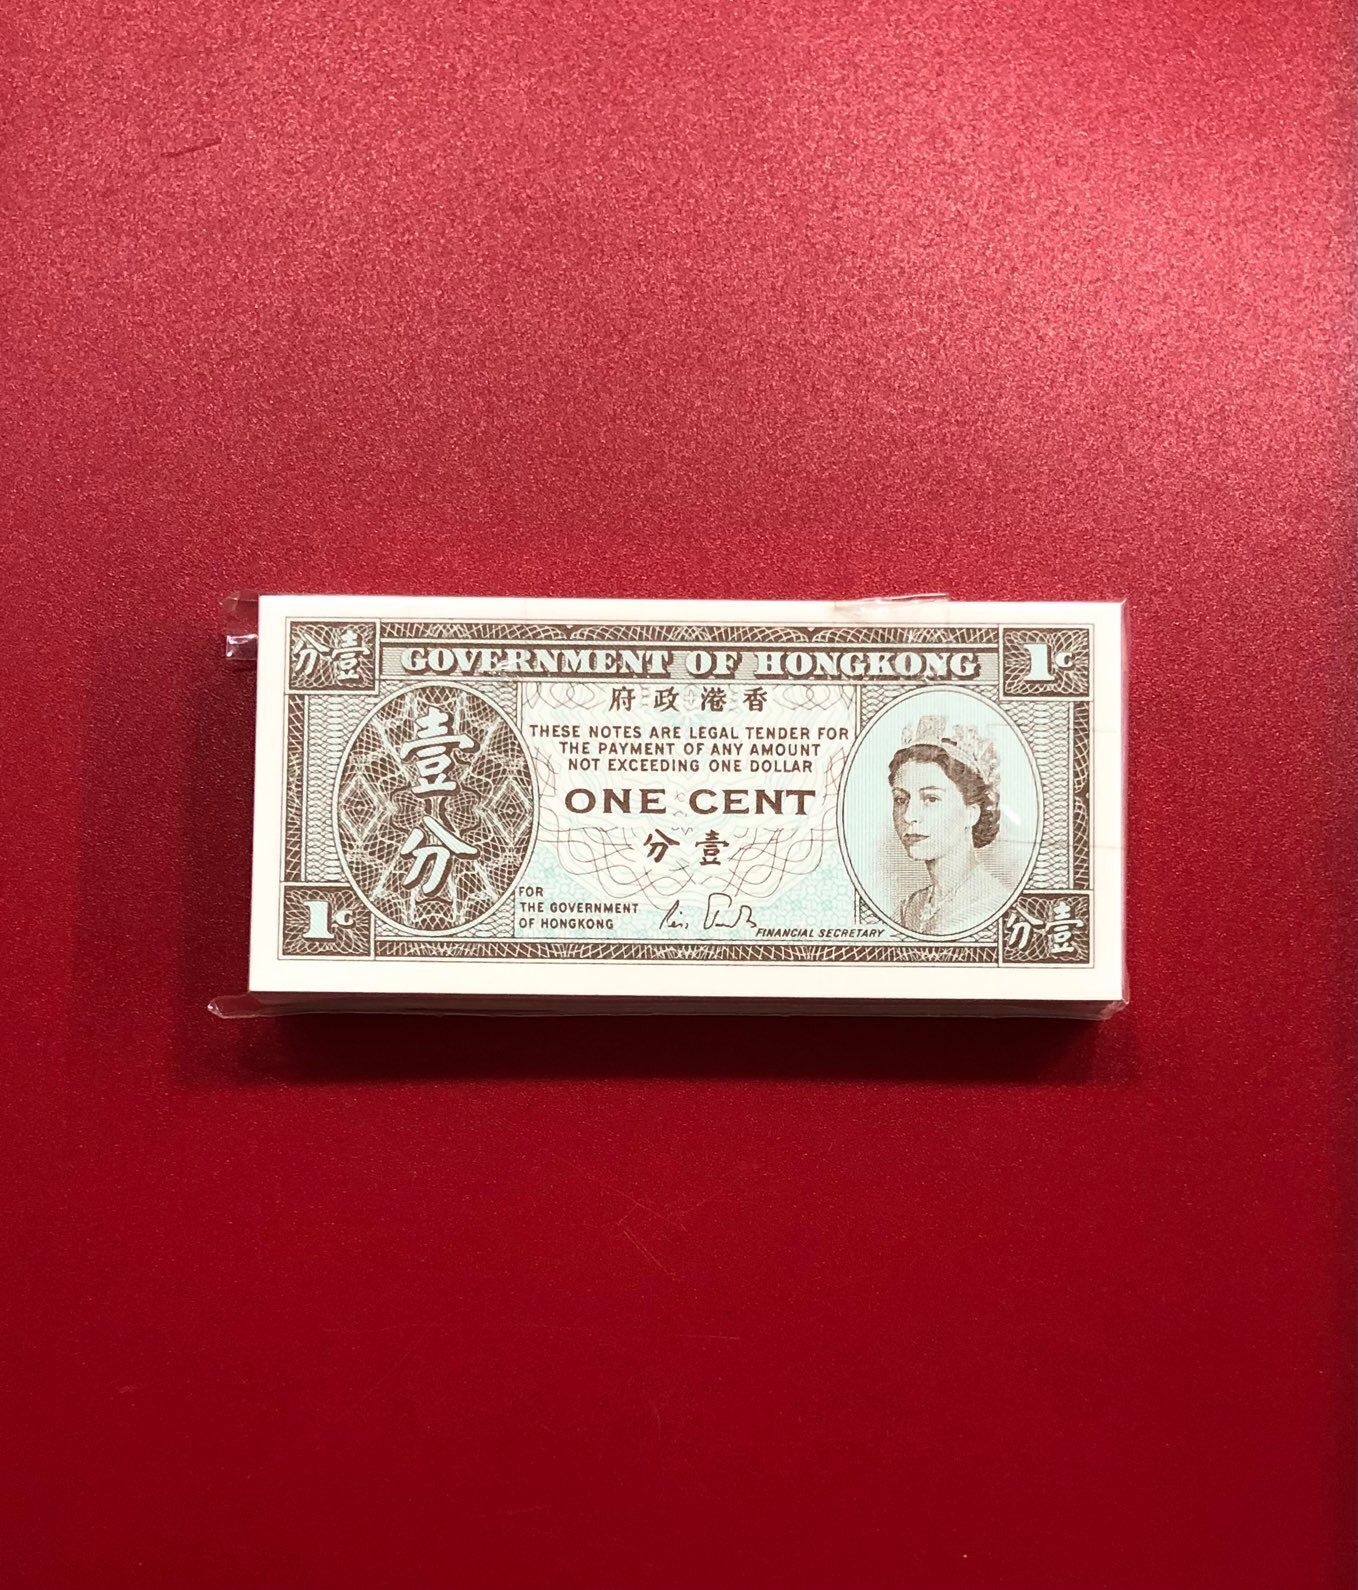 分壹
GOVERNMENT OF HONGKONG
1c
府政港香
壹分
THESE NOTES ARE LEGAL TENDER FOR
THE PAYMENT OF ANY AMOUNT
NOT EXCEEDING ONE DOLLAR
ONE CENT
分壹
FOR
THE GOVERNMENT
OF HONGKONG
FINANCIAL SECRETARY
1c
分壹